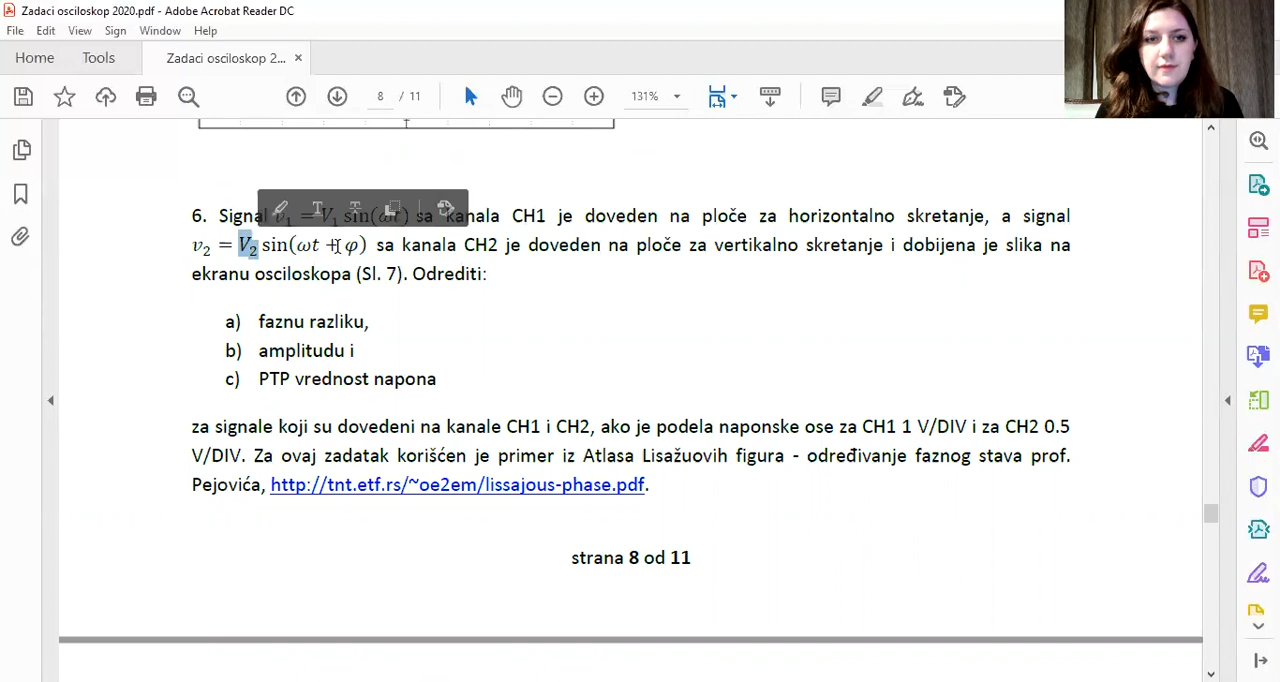 Zadaci osciloskop 2020.pdf - Adobe Acrobat Reader DC
File Edit View Sign Window Help
Home Tools Zadaci osciloskop 2... ×
8 / 11 131%
6. Signal v₁ = V₁ sin(ωt) sa kanala CH1 je doveden na ploče za horizontalno skretanje, a signal
v₂ = V₂ sin(ωt + φ) sa kanala CH2 je doveden na ploče za vertikalno skretanje i dobijena je slika na
ekranu osciloskopa (Sl. 7). Odrediti:
a) faznu razliku,
b) amplitudu i
c) PTP vrednost napona
za signale koji su dovedeni na kanale CH1 i CH2, ako je podela naponske ose za CH1 1 V/DIV i za CH2 0.5
V/DIV. Za ovaj zadatak korišćen je primer iz Atlasa Lisažuovih figura - određivanje faznog stava prof.
Pejovića, http://tnt.etf.rs/~oe2em/lissajous-phase.pdf.
strana 8 od 11